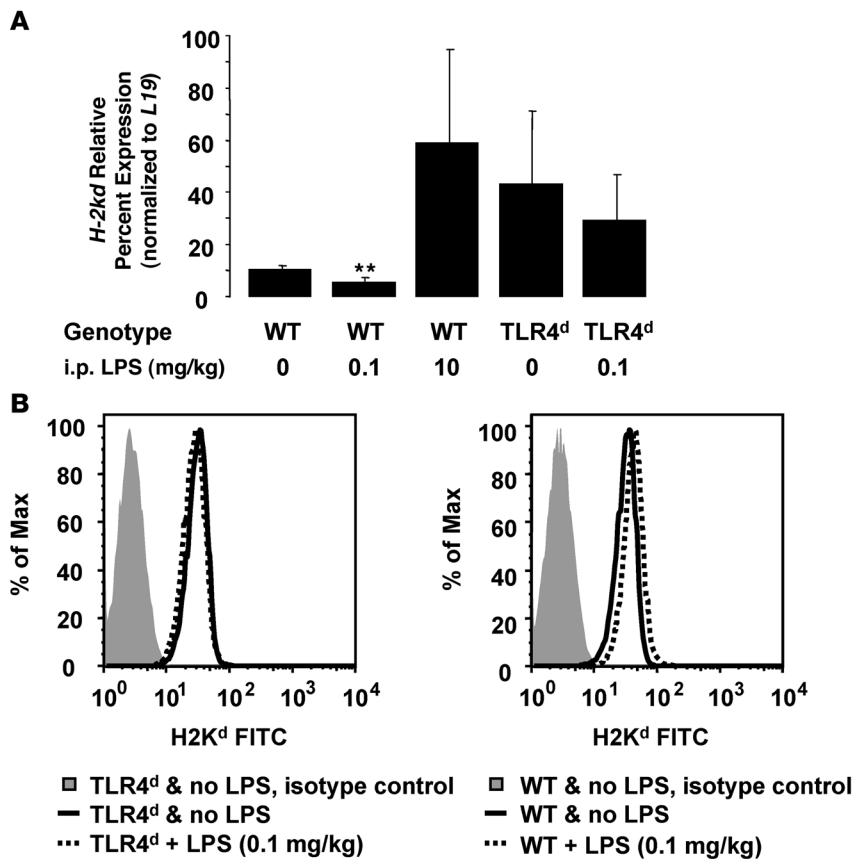 A
H-2kd Relative
Percent Expression
(normalized to L19)
100
80
60
40
20
0
**
Genotype WT WT WT TLR4ᵈ TLR4ᵈ
i.p. LPS (mg/kg) 0 0.1 10 0 0.1
B
% of Max
100
80
60
40
20
0
10⁰ 10¹ 10² 10³ 10⁴
H2Kᵈ FITC
TLR4ᵈ & no LPS, isotype control
TLR4ᵈ & no LPS
TLR4ᵈ + LPS (0.1 mg/kg)
% of Max
100
80
60
40
20
0
10⁰ 10¹ 10² 10³ 10⁴
H2Kᵈ FITC
WT & no LPS, isotype control
WT & no LPS
WT + LPS (0.1 mg/kg)